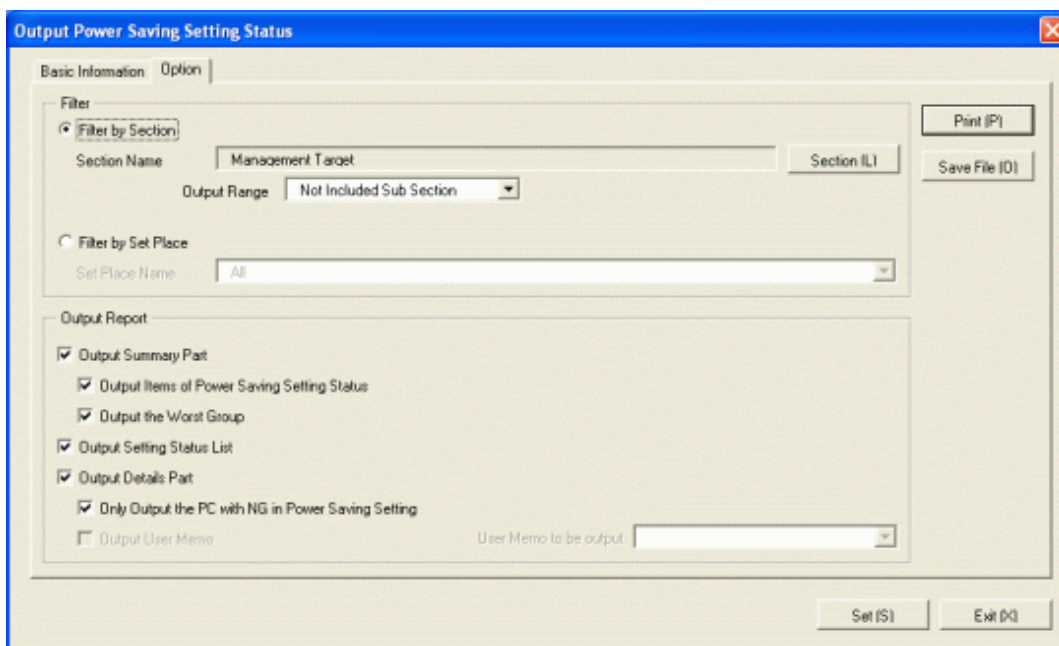 Output Power Saving Setting Status
Basic Information Option
Filter
Filter by Section
Section Name Management Target Section (L)
Output Range Not Included Sub Section
Filter by Set Place
Set Place Name All
Print (P)
Save File (O)
Output Report
Output Summary Part
Output Items of Power Saving Setting Status
Output the Worst Group
Output Setting Status List
Output Details Part
Only Output the PC with NG in Power Saving Setting
Output User Memo User Memo to be output
Set (S) Exit (X)